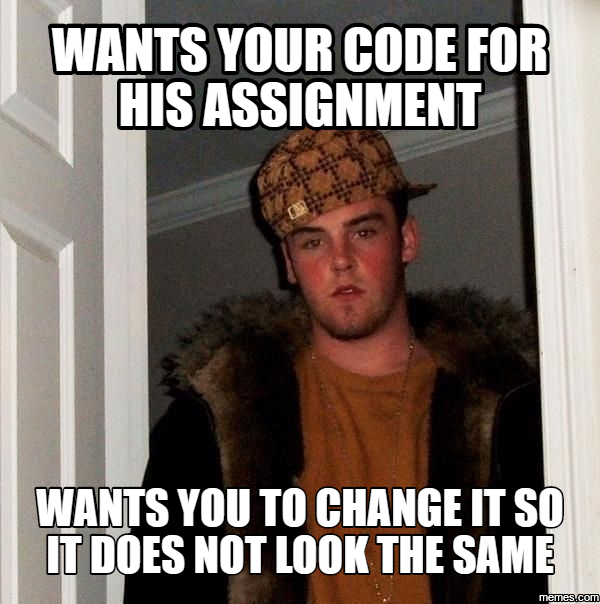 WANTS YOUR CODE FOR
HIS ASSIGNMENT
WANTS YOU TO CHANGE IT SO
IT DOES NOT LOOK THE SAME
memes.com